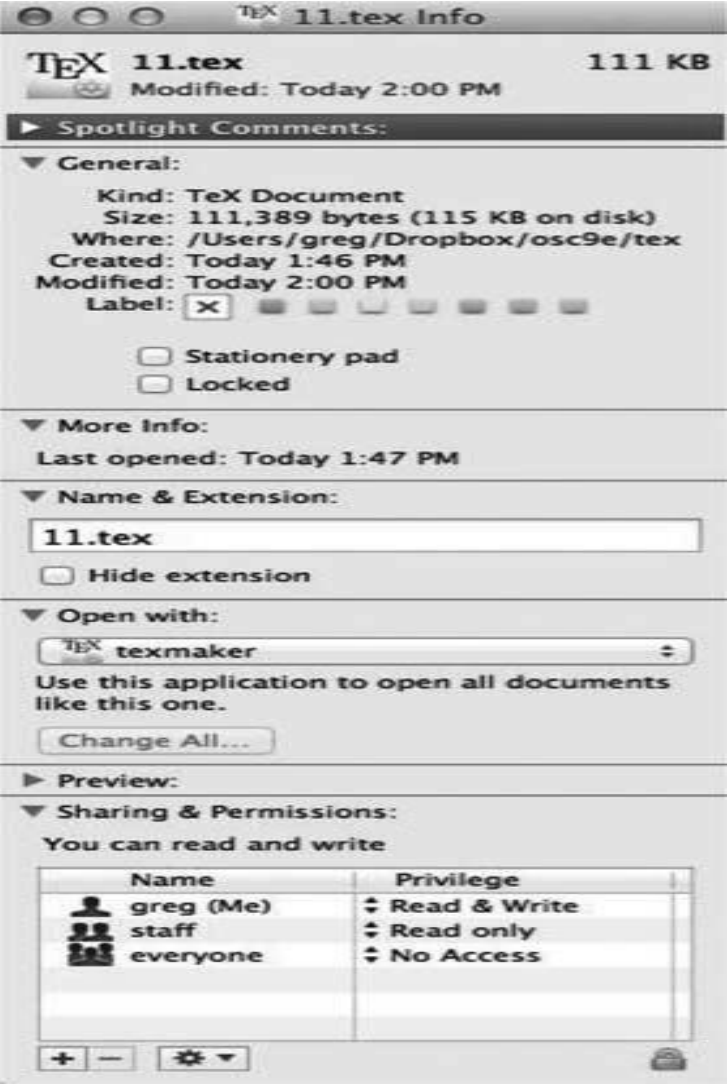 TEX 11.tex Info
TEX 11.tex 111 KB
Modified: Today 2:00 PM
Spotlight Comments:
General:
Kind: TeX Document
Size: 111,389 bytes (115 KB on disk)
Where: /Users/greg/Dropbox/osc9e/tex
Created: Today 1:46 PM
Modified: Today 2:00 PM
Label:
Stationery pad
Locked
More Info:
Last opened: Today 1:47 PM
Name & Extension:
11.tex
Hide extension
Open with:
TEX texmaker
Use this application to open all documents
like this one.
Change All...
Preview:
Sharing & Permissions:
You can read and write
Name Privilege
greg (Me) Read & Write
staff Read only
everyone No Access